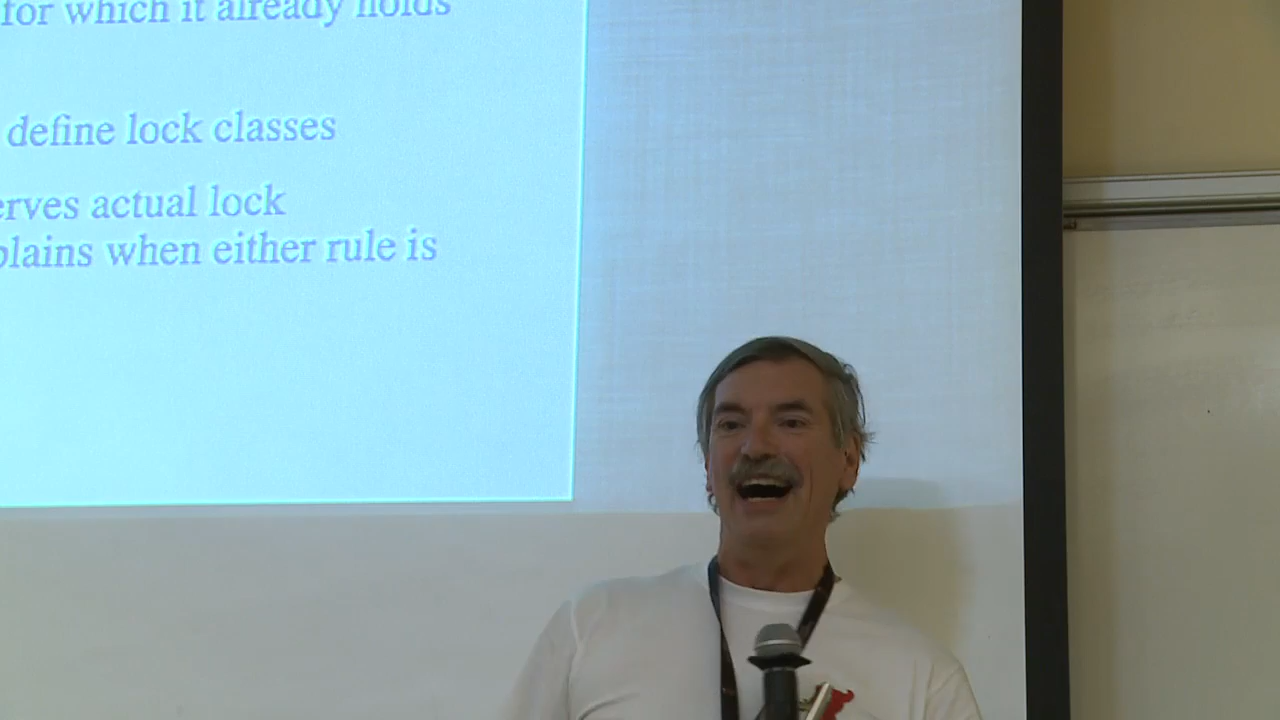 for which it already holds
define lock classes
erves actual lock
plains when either rule is